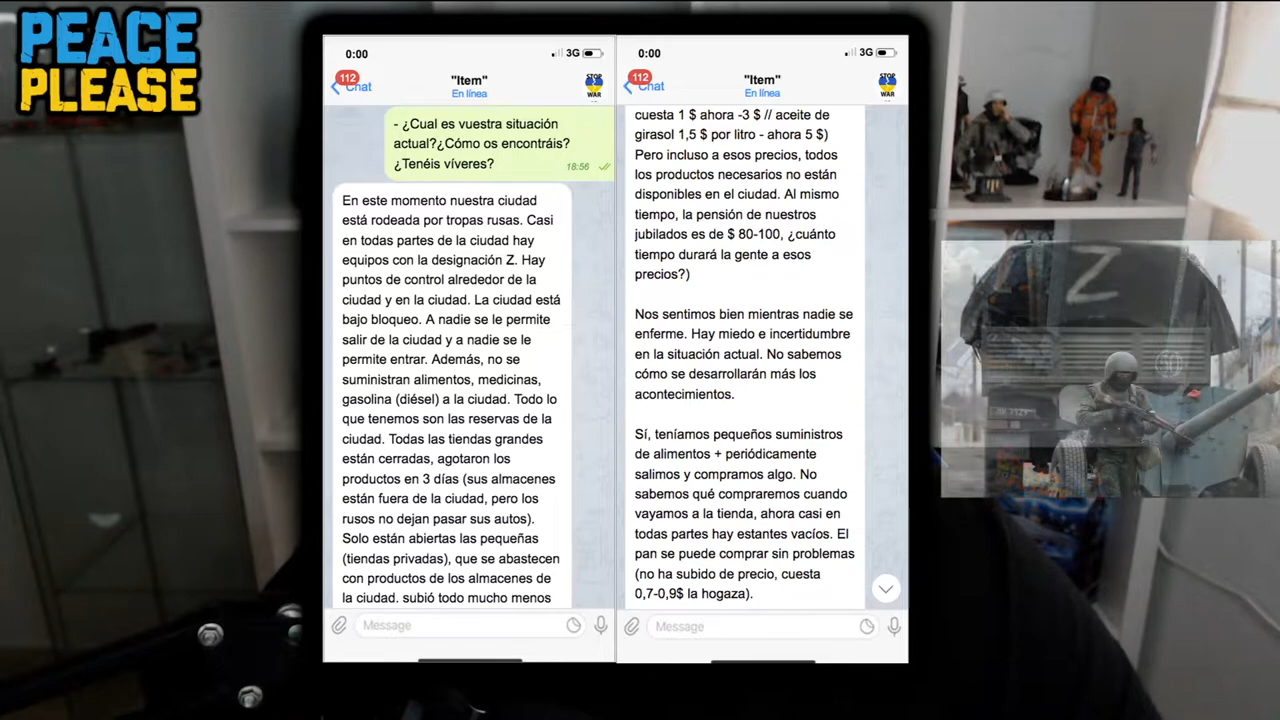 PEACE
PLEASE
0:00
3G
112
Chat
"Item"
En línea
STOP
WAR
- ¿Cual es vuestra situación
actual?¿Cómo os encontráis?
¿Tenéis víveres?
18:56
En este momento nuestra ciudad
está rodeada por tropas rusas. Casi
en todas partes de la ciudad hay
equipos con la designación Z. Hay
puntos de control alrededor de la
ciudad y en la ciudad. La ciudad está
bajo bloqueo. A nadie se le permite
salir de la ciudad y a nadie se le
permite entrar. Además, no se
suministran alimentos, medicinas,
gasolina (diésel) a la ciudad. Todo lo
que tenemos son las reservas de la
ciudad. Todas las tiendas grandes
están cerradas, agotaron los
productos en 3 días (sus almacenes
están fuera de la ciudad, pero los
rusos no dejan pasar sus autos).
Solo están abiertas las pequeñas
(tiendas privadas), que se abastecen
con productos de los almacenes de
la ciudad. subió todo mucho menos
Message
0:00
3G
112
Chat
"Item"
En línea
STOP
WAR
cuesta 1 $ ahora -3 $ // aceite de
girasol 1,5 $ por litro - ahora 5 $)
Pero incluso a esos precios, todos
los productos necesarios no están
disponibles en el ciudad. Al mismo
tiempo, la pensión de nuestros
jubilados es de $ 80-100, ¿cuánto
tiempo durará la gente a esos
precios?)
Nos sentimos bien mientras nadie se
enferme. Hay miedo e incertidumbre
en la situación actual. No sabemos
cómo se desarrollarán más los
acontecimientos.
Sí, teníamos pequeños suministros
de alimentos + periódicamente
salimos y compramos algo. No
sabemos qué compraremos cuando
vayamos a la tienda, ahora casi en
todas partes hay estantes vacíos. El
pan se puede comprar sin problemas
(no ha subido de precio, cuesta
0,7-0,9$ la hogaza).
Message
Z